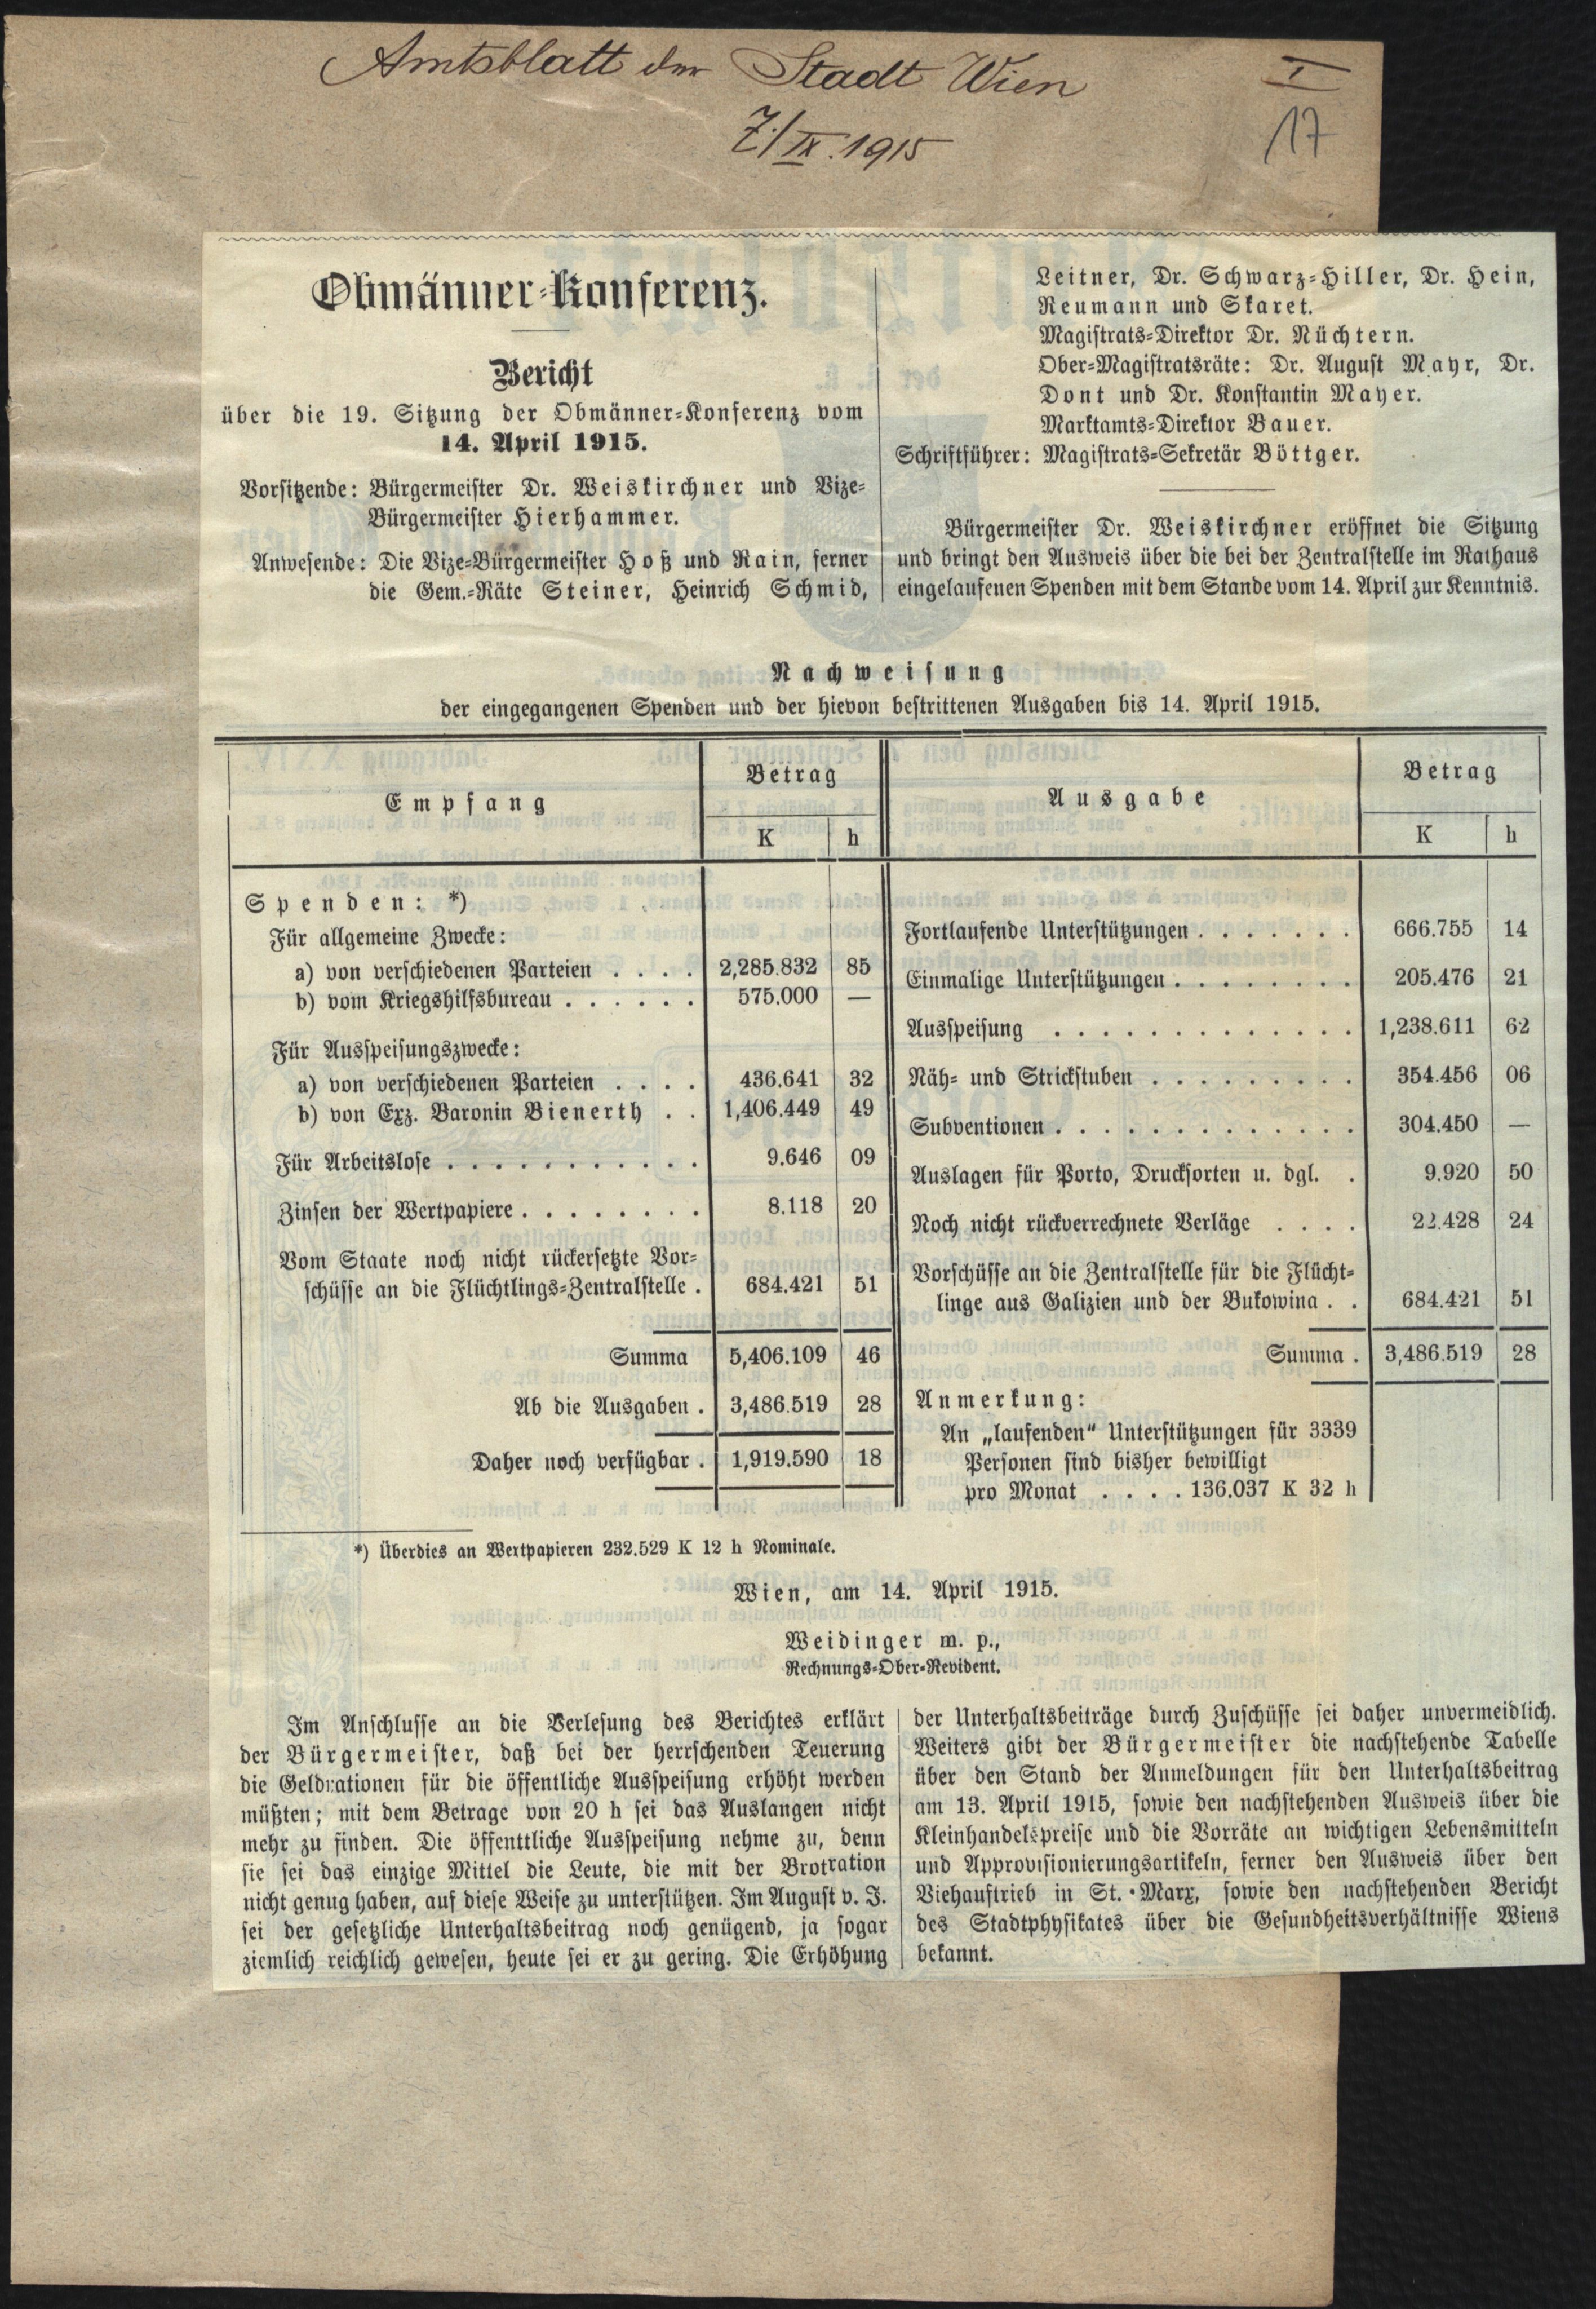 Amtsblatt der Stadt Wien
7./IX. 1915
I
17
Obmänner-Konferenz.
Bericht
über die 19. Sitzung der Obmänner-Konferenz vom
14. April 1915.
Vorsitzende: Bürgermeister Dr. Weiskirchner und Vize-
Bürgermeister Hierhammer.
Anwesende: Die Vize-Bürgermeister Hoß und Rain, ferner
die Gem.-Räte Steiner, Heinrich Schmid,
Leitner, Dr. Schwarz-Hiller, Dr. Hein,
Reumann und Skaret.
Magistrats-Direktor Dr. Nüchtern.
Ober-Magistratsräte: Dr. August Mayr, Dr.
Dont und Dr. Konstantin Mayer.
Marktamts-Direktor Bauer.
Schriftführer: Magistrats-Sekretär Böttger.
Bürgermeister Dr. Weiskirchner eröffnet die Sitzung
und bringt den Ausweis über die bei der Zentralstelle im Rathaus
eingelaufenen Spenden mit dem Stande vom 14. April zur Kenntnis.
Nachweisung
der eingegangenen Spenden und der hievon bestrittenen Ausgaben bis 14. April 1915.
Empfang
Betrag
K h
Spenden: *)
Für allgemeine Zwecke:
a) von verschiedenen Parteien . . . . 2,285.832 85
b) vom Kriegshilfsbureau . . . . . . 575.000 —
Für Ausspeisungszwecke:
a) von verschiedenen Parteien . . . . 436.641 32
b) von Exz. Baronin Bienerth . . 1,406.449 49
Für Arbeitslose . . . . . . . . . . . 9.646 09
Zinsen der Wertpapiere . . . . . . . . 8.118 20
Vom Staate noch nicht rückersetzte Vor-
schüsse an die Flüchtlings-Zentralstelle . 684.421 51
Summa 5,406.109 46
Ab die Ausgaben . 3,486.519 28
Daher noch verfügbar . 1,919.590 18
Ausgabe
Betrag
K h
Fortlaufende Unterstützungen . . . . . . . 666.755 14
Einmalige Unterstützungen . . . . . . . . 205.476 21
Ausspeisung . . . . . . . . . . . . . 1,238.611 62
Näh- und Strickstuben . . . . . . . . . 354.456 06
Subventionen . . . . . . . . . . . . . 304.450 —
Auslagen für Porto, Drucksorten u. dgl. . 9.920 50
Noch nicht rückverrechnete Verläge . . . . 22.428 24
Vorschüsse an die Zentralstelle für die Flücht-
linge aus Galizien und der Bukowina . . 684.421 51
Summa . 3,486.519 28
Anmerkung:
An „laufenden“ Unterstützungen für 3339
Personen sind bisher bewilligt
pro Monat . . . . 136.037 K 32 h
*) Überdies an Wertpapieren 232.529 K 12 h Nominale.
Wien, am 14. April 1915.
Weidinger m. p.,
Rechnungs-Ober-Revident.
Im Anschlusse an die Verlesung des Berichtes erklärt
der Bürgermeister, daß bei der herrschenden Teuerung
die Geldrationen für die öffentliche Ausspeisung erhöht werden
müßten; mit dem Betrage von 20 h sei das Auslangen nicht
mehr zu finden. Die öffenttliche Ausspeisung nehme zu, denn
sie sei das einzige Mittel die Leute, die mit der Brotration
nicht genug haben, auf diese Weise zu unterstützen. Im August v. J.
sei der gesetzliche Unterhaltsbeitrag noch genügend, ja sogar
ziemlich reichlich gewesen, heute sei er zu gering. Die Erhöhung
der Unterhaltsbeiträge durch Zuschüsse sei daher unvermeidlich.
Weiters gibt der Bürgermeister die nachstehende Tabelle
über den Stand der Anmeldungen für den Unterhaltsbeitrag
am 13. April 1915, sowie den nachstehenden Ausweis über die
Kleinhandelspreise und die Vorräte an wichtigen Lebensmitteln
und Approvisionierungsartikeln, ferner den Ausweis über den
Viehauftrieb in St. Marx, sowie den nachstehenden Bericht
des Stadtphysikates über die Gesundheitsverhältnisse Wiens
bekannt.